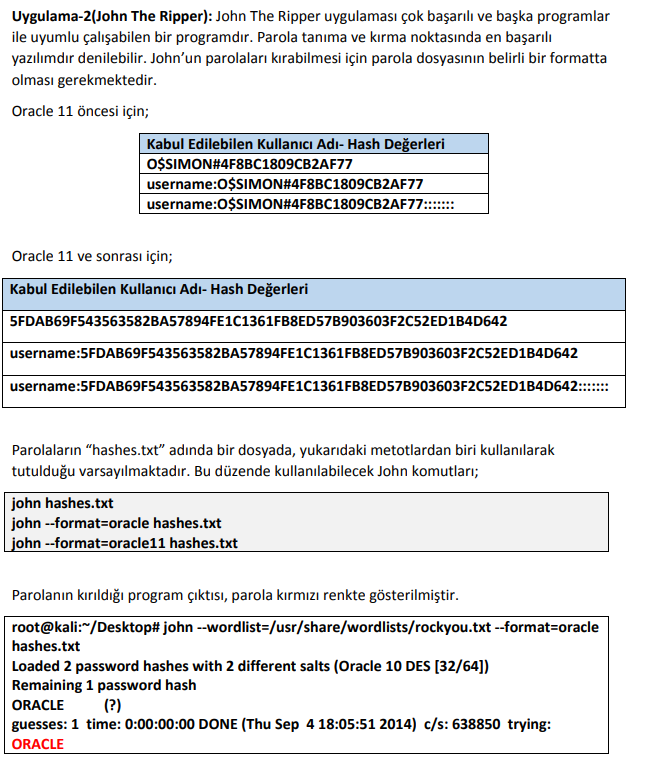 Uygulama-2(John The Ripper): John The Ripper uygulaması çok başarılı ve başka programlar
ile uyumlu çalışabilen bir programdır. Parola tanıma ve kırma noktasında en başarılı
yazılımdır denilebilir. John’un parolaları kırabilmesi için parola dosyasının belirli bir formatta
olması gerekmektedir.
Oracle 11 öncesi için;
Kabul Edilebilen Kullanıcı Adı- Hash Değerleri
O$SIMON#4F8BC1809CB2AF77
username:O$SIMON#4F8BC1809CB2AF77
username:O$SIMON#4F8BC1809CB2AF77:::::::
Oracle 11 ve sonrası için;
Kabul Edilebilen Kullanıcı Adı- Hash Değerleri
5FDAB69F543563582BA57894FE1C1361FB8ED57B903603F2C52ED1B4D642
username:5FDAB69F543563582BA57894FE1C1361FB8ED57B903603F2C52ED1B4D642
username:5FDAB69F543563582BA57894FE1C1361FB8ED57B903603F2C52ED1B4D642:::::::
Parolaların “hashes.txt” adında bir dosyada, yukarıdaki metotlardan biri kullanılarak
tutulduğu varsayılmaktadır. Bu düzende kullanılabilecek John komutları;
john hashes.txt
john --format=oracle hashes.txt
john --format=oracle11 hashes.txt
Parolanın kırıldığı program çıktısı, parola kırmızı renkte gösterilmiştir.
root@kali:~/Desktop# john --wordlist=/usr/share/wordlists/rockyou.txt --format=oracle
hashes.txt
Loaded 2 password hashes with 2 different salts (Oracle 10 DES [32/64])
Remaining 1 password hash
ORACLE (?)
guesses: 1 time: 0:00:00:00 DONE (Thu Sep 4 18:05:51 2014) c/s: 638850 trying:
ORACLE